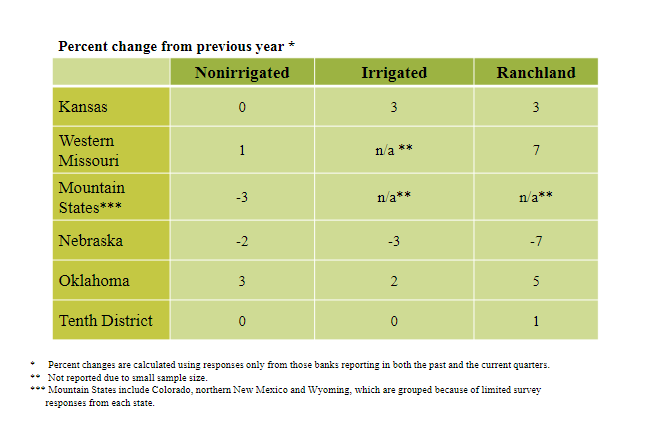 Percent change from previous year *
Nonirrigated Irrigated Ranchland
Kansas 0 3 3
Western
Missouri 1 n/a ** 7
Mountain
States*** -3 n/a** n/a**
Nebraska -2 -3 -7
Oklahoma 3 2 5
Tenth District 0 0 1
* Percent changes are calculated using responses only from those banks reporting in both the past and the current quarters.
** Not reported due to small sample size.
*** Mountain States include Colorado, northern New Mexico and Wyoming, which are grouped because of limited survey
responses from each state.